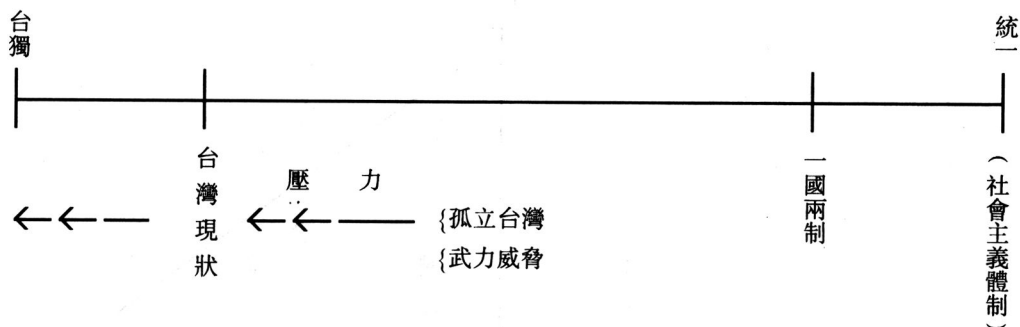 台獨
統一
台灣現狀
壓力
{孤立台灣
{武力威脅
一國兩制
(社會主義體制)